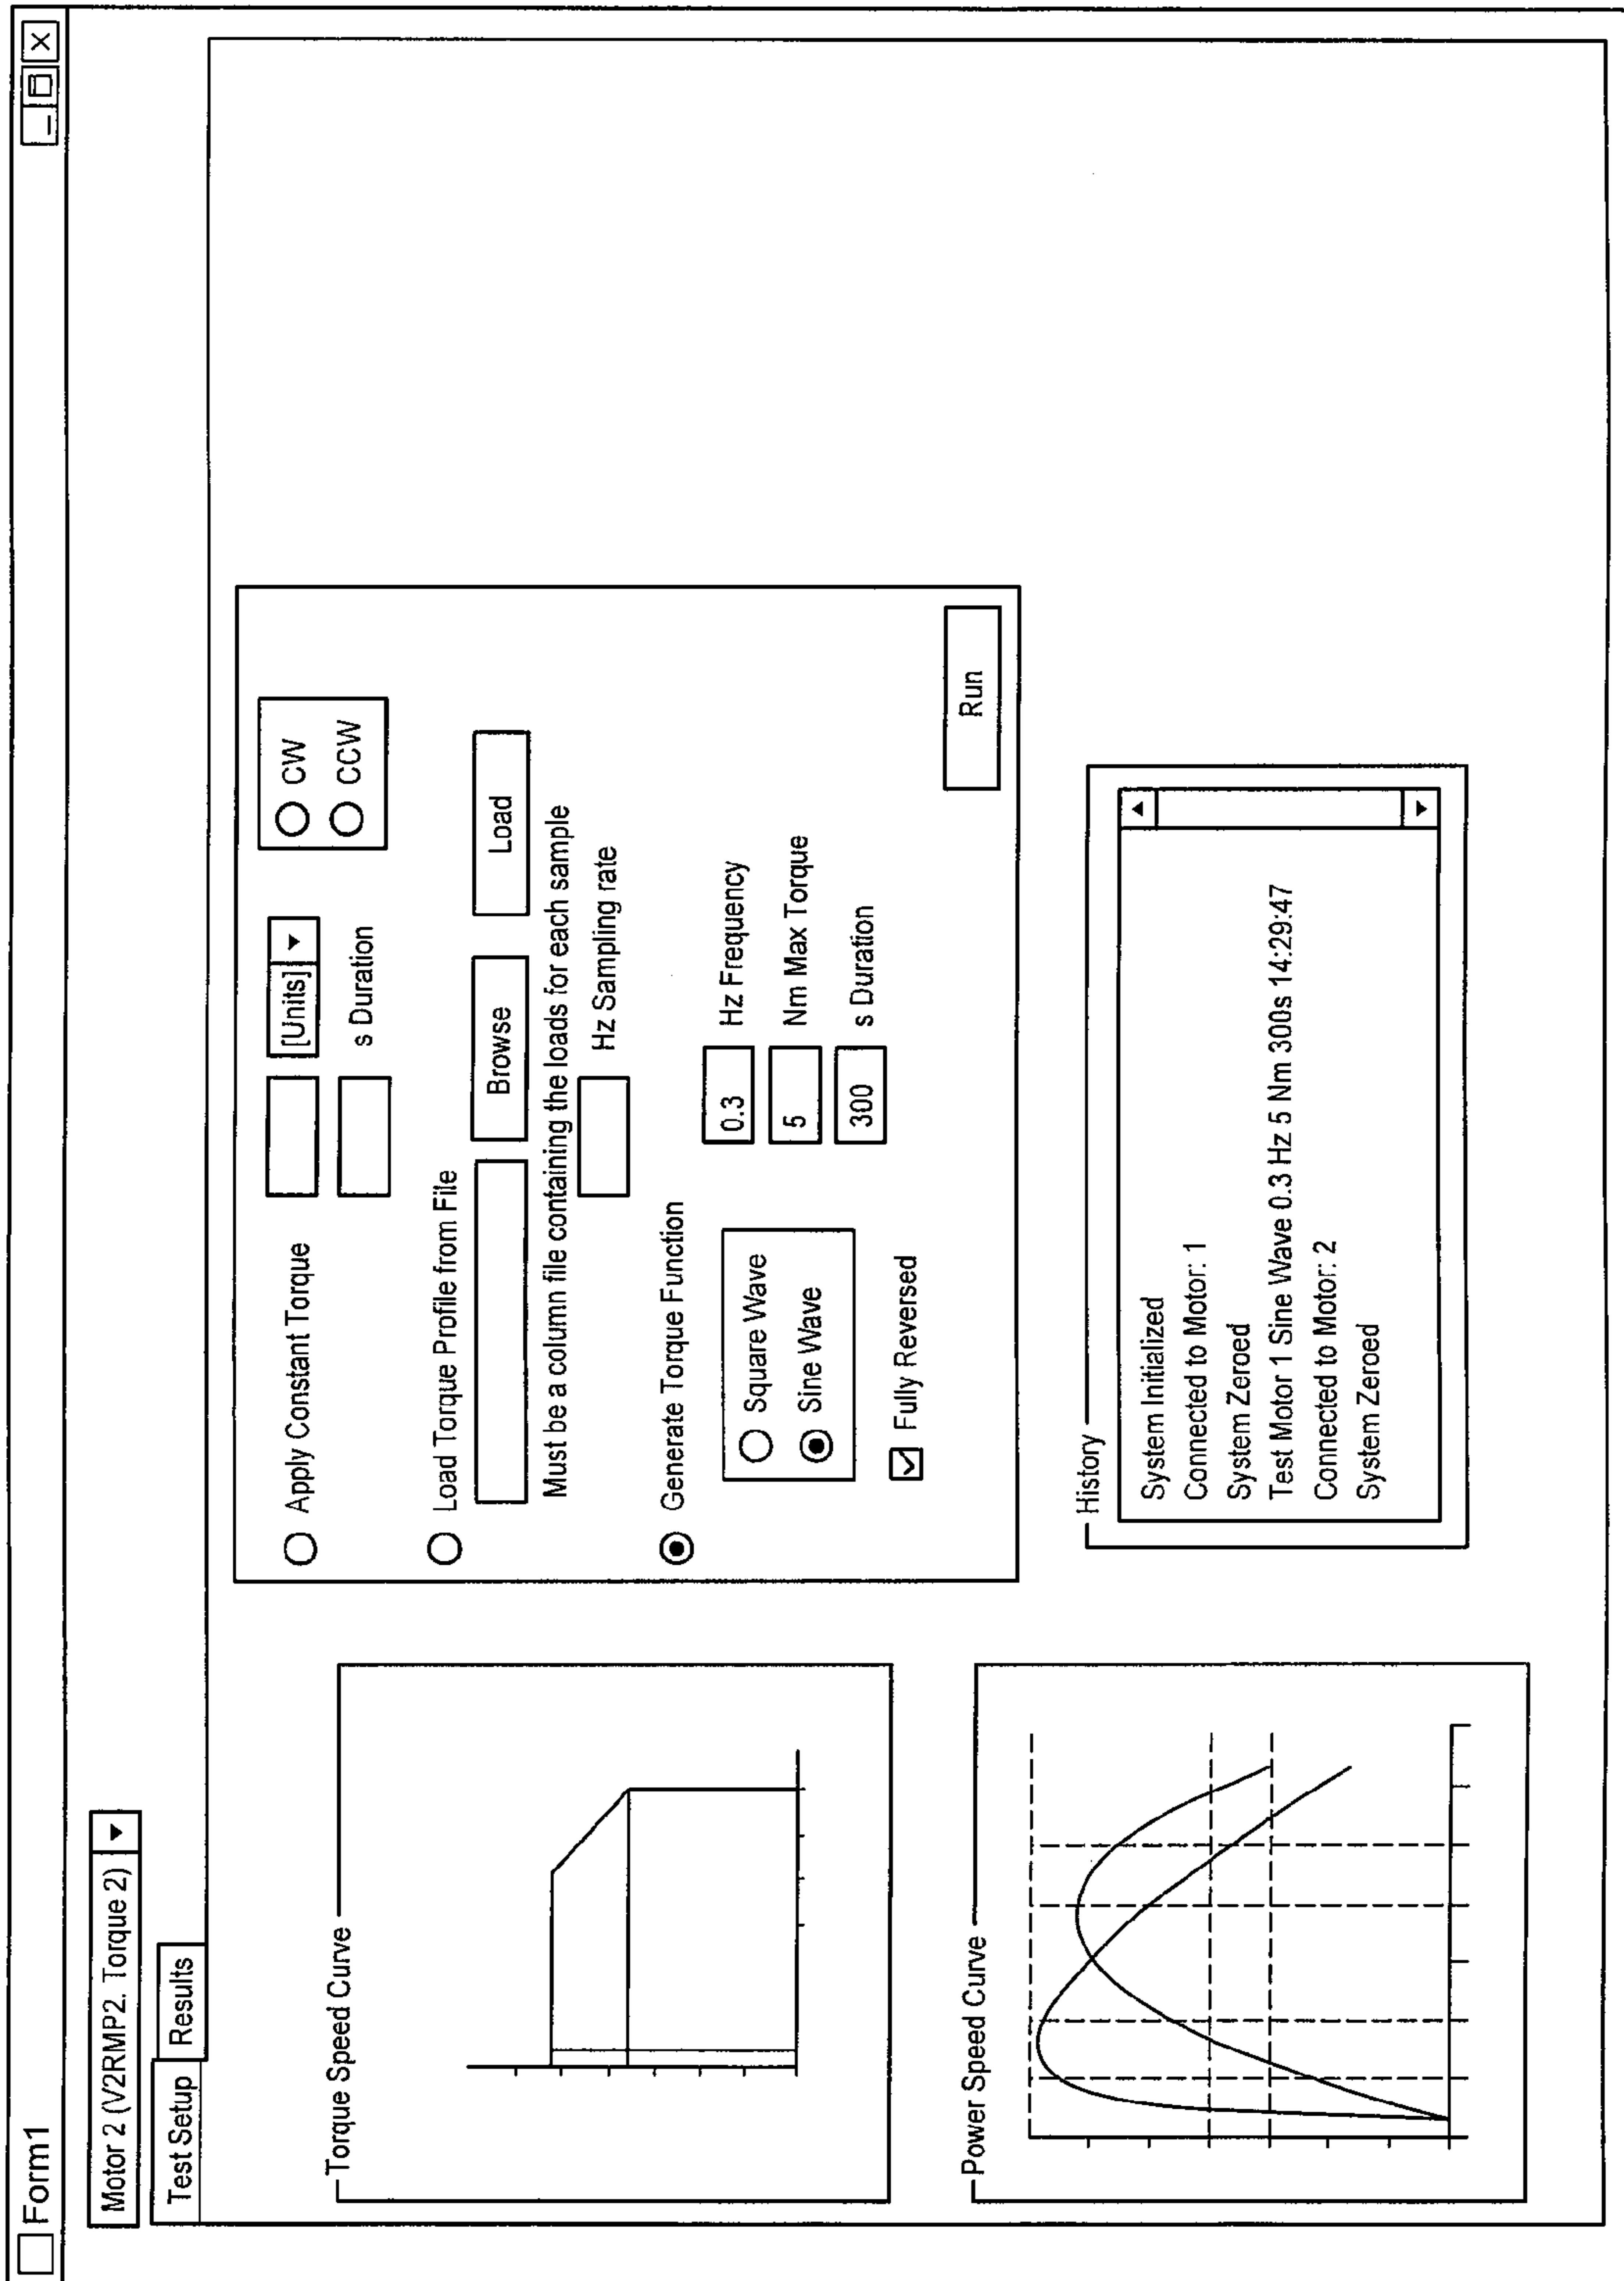 Form1
Motor 2 (V2RMP2. Torque 2)
Test Setup
Results
Torque Speed Curve
Power Speed Curve
Apply Constant Torque
[Units]
s Duration
CW
CCW
Load Torque Profile from File
Browse
Load
Must be a column file containing the loads for each sample
Hz Sampling rate
Generate Torque Function
Square Wave
Sine Wave
Fully Reversed
0.3 Hz Frequency
5 Nm Max Torque
300 s Duration
Run
History
System Initialized
Connected to Motor: 1
System Zeroed
Test Motor 1 Sine Wave 0.3 Hz 5 Nm 300s 14:29:47
Connected to Motor: 2
System Zeroed